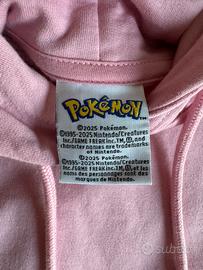 POKéMON
©2025 Pokémon.
©1995-2025 Nintendo/Creatures
Inc./GAME FREAK inc. TM, ®, and
character names are trademarks
of Nintendo.
©2025 Pokémon.
©1995-2025 Nintendo/Creatures
Inc./GAME FREAK inc. TM, ® et
les noms des personnages sont des
marques de Nintendo.
subito